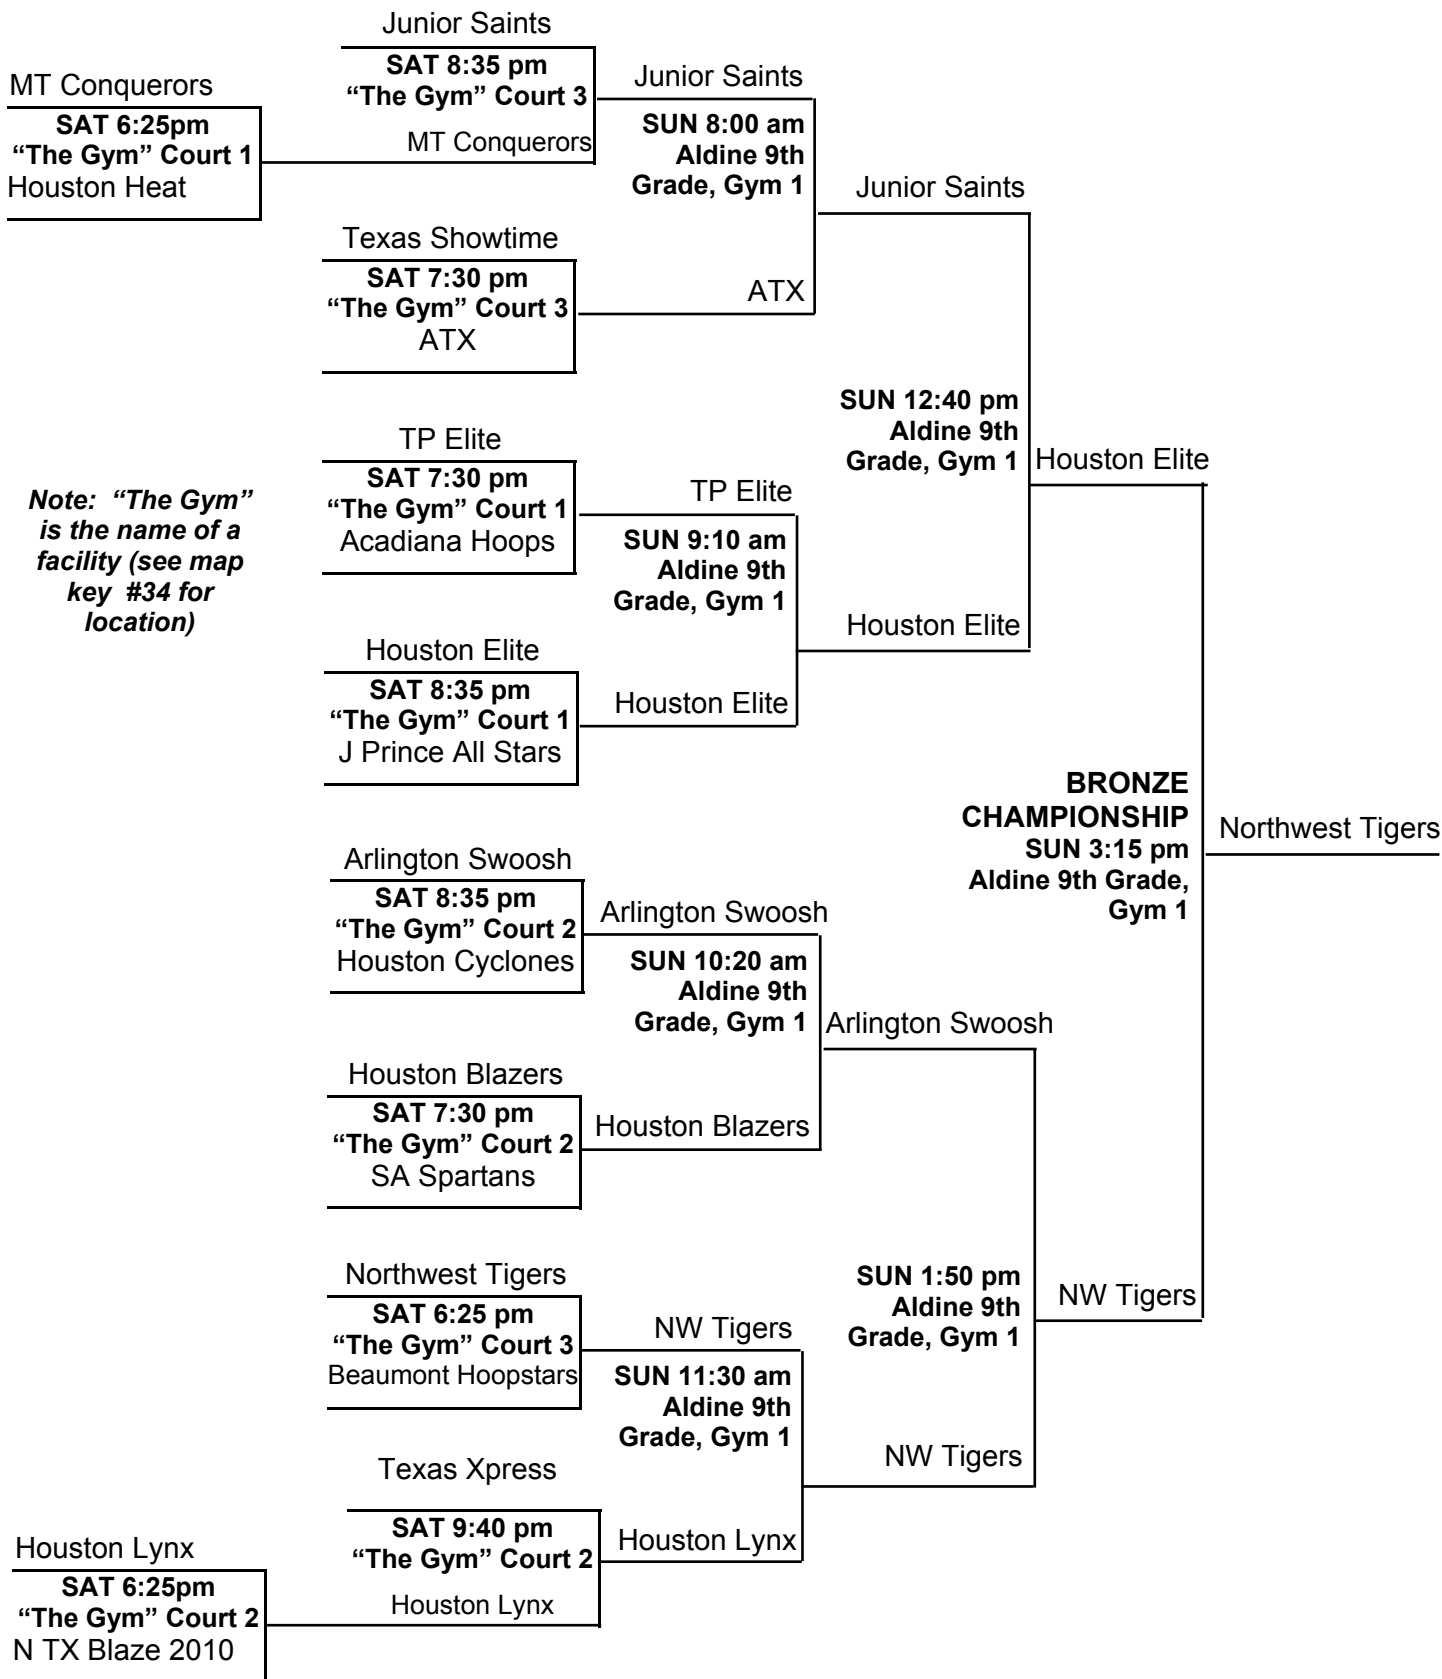 Junior Saints
SAT 8:35 pm
“The Gym” Court 3
MT Conquerors
MT Conquerors
SAT 6:25pm
“The Gym” Court 1
Houston Heat
Junior Saints
SUN 8:00 am
Aldine 9th
Grade, Gym 1
Junior Saints
Texas Showtime
SAT 7:30 pm
“The Gym” Court 3
ATX
ATX
SUN 12:40 pm
Aldine 9th
Grade, Gym 1
Houston Elite
TP Elite
SAT 7:30 pm
“The Gym” Court 1
Acadiana Hoops
TP Elite
SUN 9:10 am
Aldine 9th
Grade, Gym 1
Houston Elite
Note: “The Gym”
is the name of a
facility (see map
key #34 for
location)
Houston Elite
SAT 8:35 pm
“The Gym” Court 1
J Prince All Stars
Houston Elite
BRONZE
CHAMPIONSHIP
SUN 3:15 pm
Aldine 9th Grade,
Gym 1
Northwest Tigers
Arlington Swoosh
SAT 8:35 pm
“The Gym” Court 2
Houston Cyclones
Arlington Swoosh
SUN 10:20 am
Aldine 9th
Grade, Gym 1
Arlington Swoosh
Houston Blazers
SAT 7:30 pm
“The Gym” Court 2
SA Spartans
Houston Blazers
SUN 1:50 pm
Aldine 9th
Grade, Gym 1
NW Tigers
Northwest Tigers
SAT 6:25 pm
“The Gym” Court 3
Beaumont Hoopstars
NW Tigers
SUN 11:30 am
Aldine 9th
Grade, Gym 1
NW Tigers
Texas Xpress
SAT 9:40 pm
“The Gym” Court 2
Houston Lynx
Houston Lynx
Houston Lynx
SAT 6:25pm
“The Gym” Court 2
N TX Blaze 2010